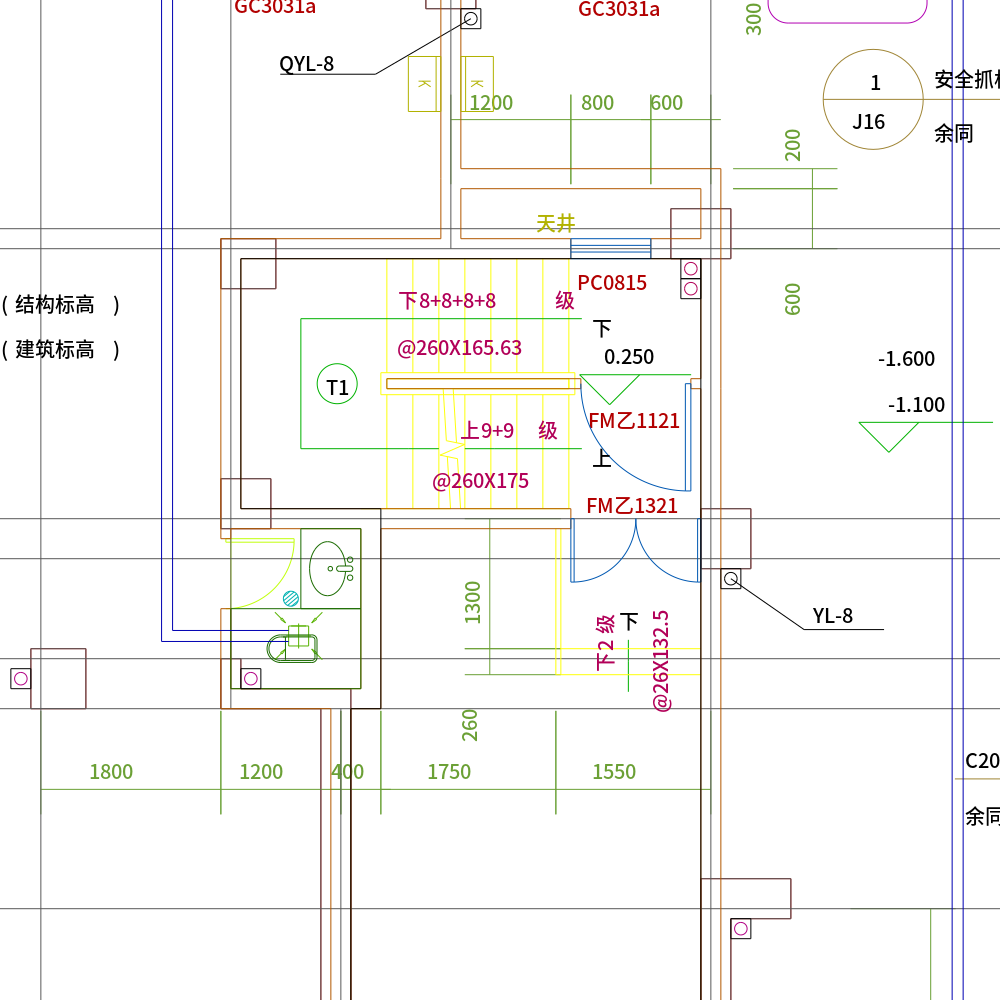 GC3031a
GC3031a
300
QYL-8
K
K
1200
800
600
1
J16
安全抓
余同
200
天井
(结构标高 )
(建筑标高 )
下8+8+8+8 级
@260X165.63
PC0815
下
0.250
600
-1.600
-1.100
T1
上9+9 级
@260X175
FM乙1121
上
FM乙1321
1300
下2 级
下
@26X132.5
YL-8
260
1800
1200
400
1750
1550
C20
余同